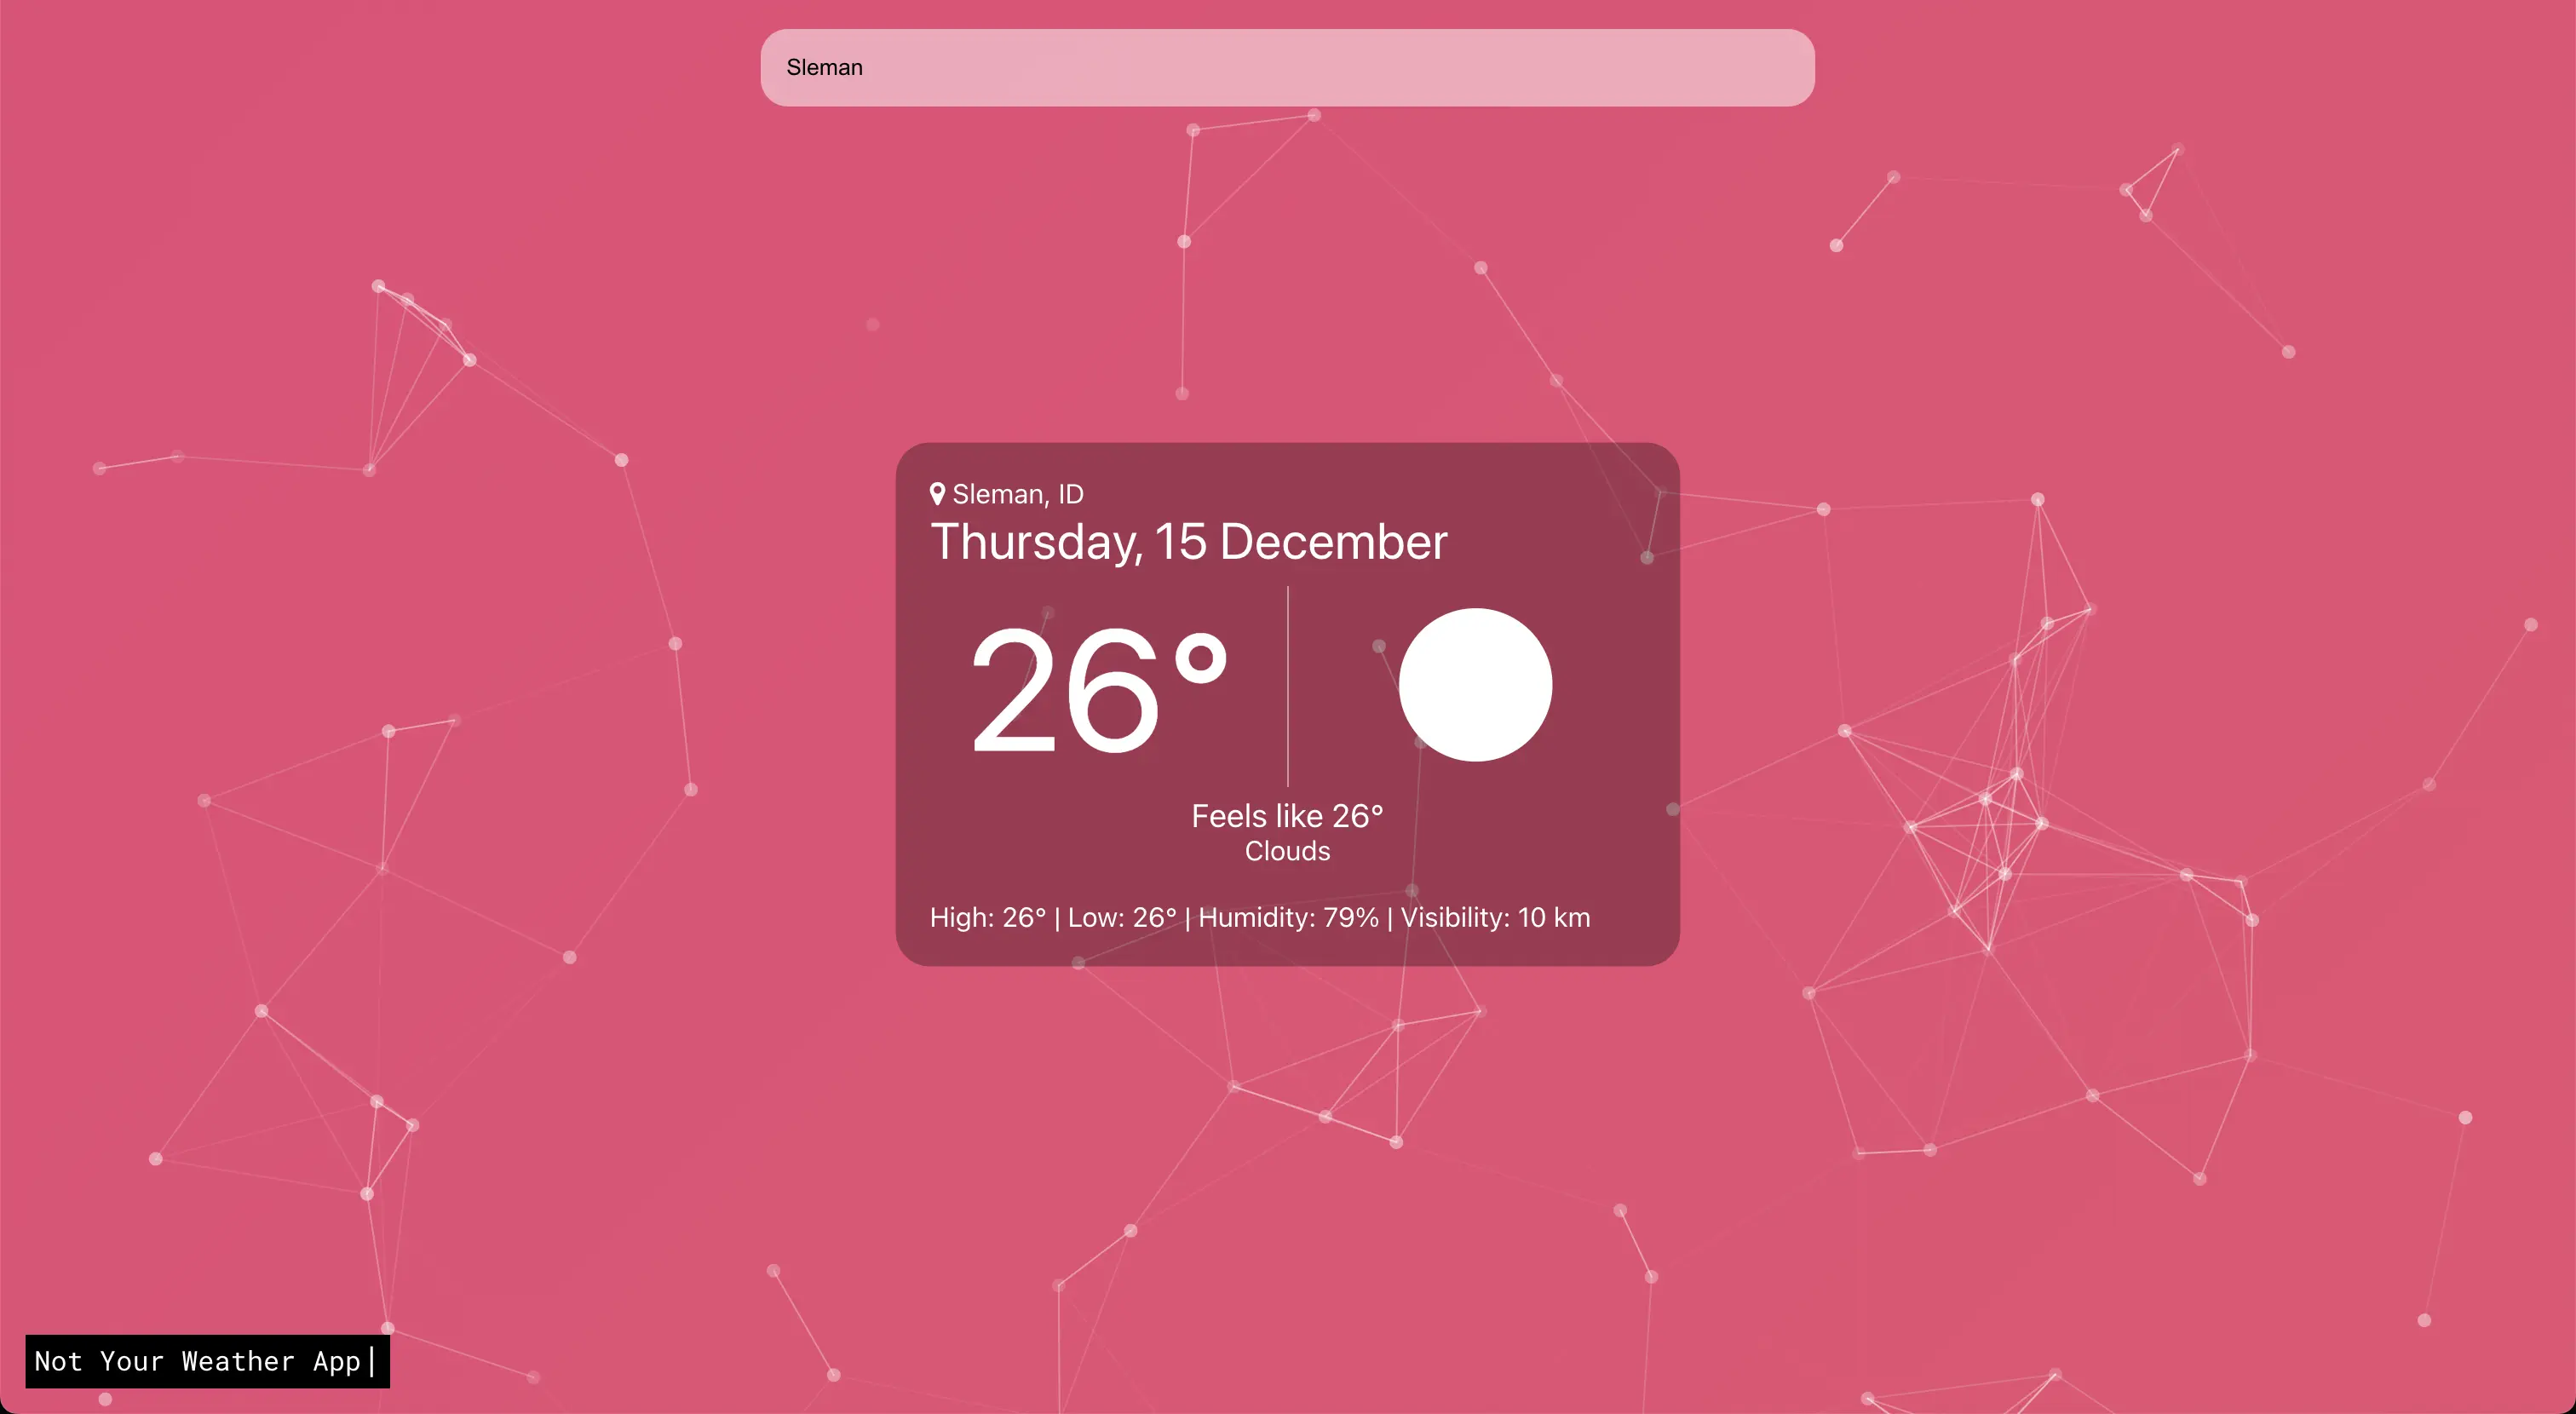 Sleman
Sleman, ID
Thursday, 15 December
26°
Feels like 26°
Clouds
High: 26° | Low: 26° | Humidity: 79% | Visibility: 10 km
Not Your Weather App|